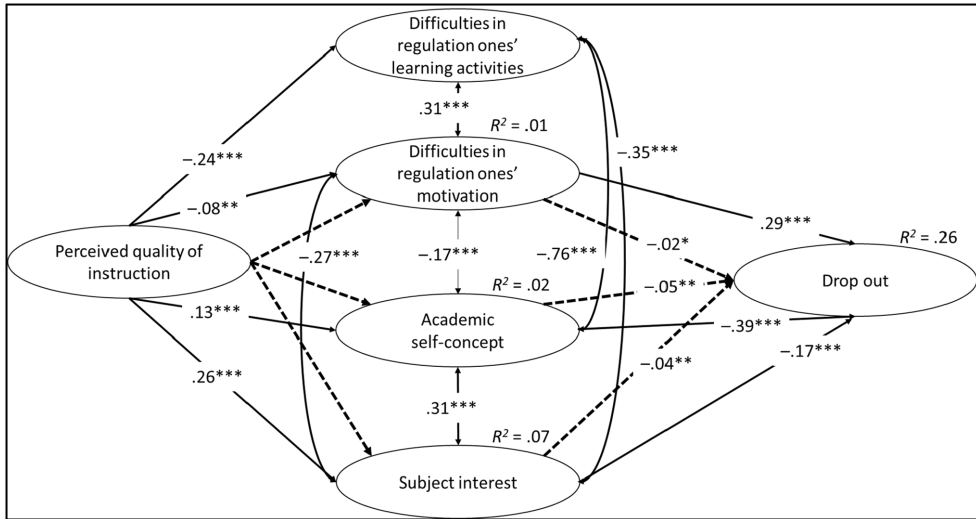 Difficulties in
regulation ones’
learning activities
.31***
R² = .01
–.35***
–.24***
Difficulties in
regulation ones’
motivation
–.08**
.29***
R² = .26
Perceived quality of
instruction
–.27***
–.17***
–.76***
–.02*
Drop out
R² = .02
–.05**
.13***
Academic
self-concept
–.39***
–.04**
–.17***
.26***
.31***
R² = .07
Subject interest